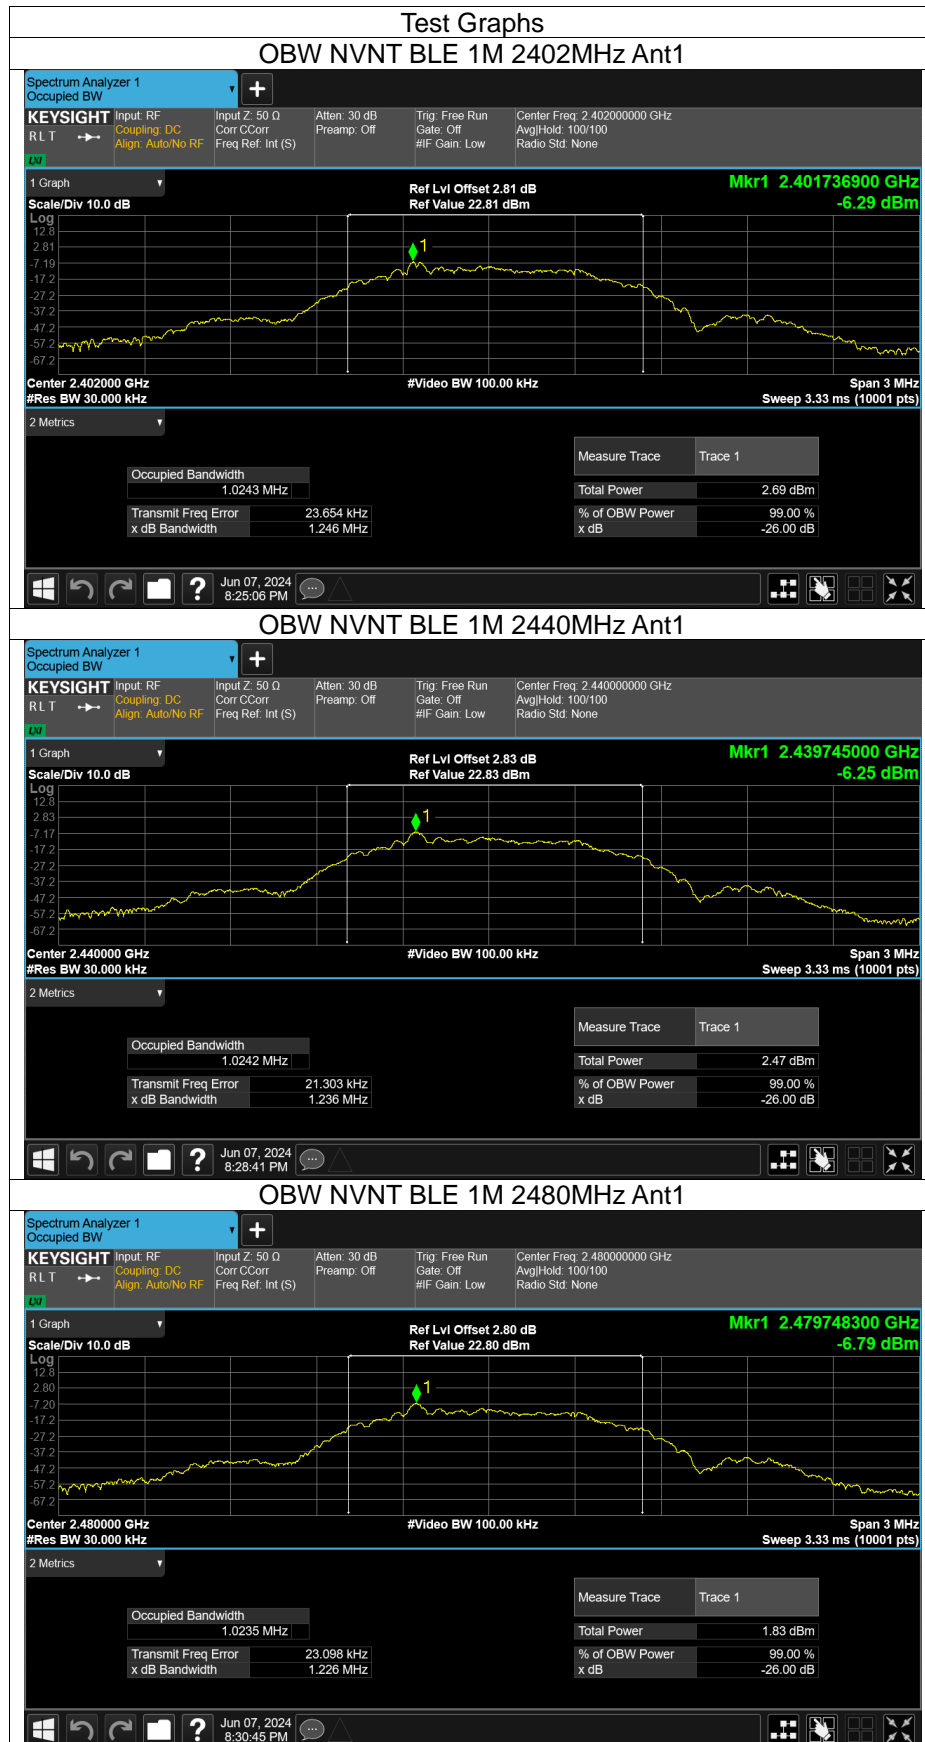 Test Graphs
OBW NVNT BLE 1M 2402MHz Ant1
Spectrum Analyzer 1
Occupied BW
+
KEYSIGHT Input: RF Input Z: 50 Ω Atten: 30 dB Trig: Free Run Center Freq: 2.402000000 GHz
RLT Coupling: DC Corr CCorr Preamp: Off Gate: Off Avg|Hold: 100/100
Align: Auto/No RF Freq Ref: Int (S) #IF Gain: Low Radio Std: None
LXI
1 Graph Ref Lvl Offset 2.81 dB Mkr1 2.401736900 GHz
Scale/Div 10.0 dB Ref Value 22.81 dBm -6.29 dBm
Log
12.8
2.81
-7.19
-17.2
-27.2
-37.2
-47.2
-57.2
-67.2
1
Center 2.402000 GHz #Video BW 100.00 kHz Span 3 MHz
#Res BW 30.000 kHz Sweep 3.33 ms (10001 pts)
2 Metrics
Measure Trace Trace 1
Occupied Bandwidth
1.0243 MHz Total Power 2.69 dBm
Transmit Freq Error 23.654 kHz % of OBW Power 99.00 %
x dB Bandwidth 1.246 MHz x dB -26.00 dB
? Jun 07, 2024
8:25:06 PM
OBW NVNT BLE 1M 2440MHz Ant1
Spectrum Analyzer 1
Occupied BW
+
KEYSIGHT Input: RF Input Z: 50 Ω Atten: 30 dB Trig: Free Run Center Freq: 2.440000000 GHz
RLT Coupling: DC Corr CCorr Preamp: Off Gate: Off Avg|Hold: 100/100
Align: Auto/No RF Freq Ref: Int (S) #IF Gain: Low Radio Std: None
LXI
1 Graph Ref Lvl Offset 2.83 dB Mkr1 2.439745000 GHz
Scale/Div 10.0 dB Ref Value 22.83 dBm -6.25 dBm
Log
12.8
2.83
-7.17
-17.2
-27.2
-37.2
-47.2
-57.2
-67.2
1
Center 2.440000 GHz #Video BW 100.00 kHz Span 3 MHz
#Res BW 30.000 kHz Sweep 3.33 ms (10001 pts)
2 Metrics
Measure Trace Trace 1
Occupied Bandwidth
1.0242 MHz Total Power 2.47 dBm
Transmit Freq Error 21.303 kHz % of OBW Power 99.00 %
x dB Bandwidth 1.236 MHz x dB -26.00 dB
? Jun 07, 2024
8:28:41 PM
OBW NVNT BLE 1M 2480MHz Ant1
Spectrum Analyzer 1
Occupied BW
+
KEYSIGHT Input: RF Input Z: 50 Ω Atten: 30 dB Trig: Free Run Center Freq: 2.480000000 GHz
RLT Coupling: DC Corr CCorr Preamp: Off Gate: Off Avg|Hold: 100/100
Align: Auto/No RF Freq Ref: Int (S) #IF Gain: Low Radio Std: None
LXI
1 Graph Ref Lvl Offset 2.80 dB Mkr1 2.479748300 GHz
Scale/Div 10.0 dB Ref Value 22.80 dBm -6.79 dBm
Log
12.8
2.80
-7.20
-17.2
-27.2
-37.2
-47.2
-57.2
-67.2
1
Center 2.480000 GHz #Video BW 100.00 kHz Span 3 MHz
#Res BW 30.000 kHz Sweep 3.33 ms (10001 pts)
2 Metrics
Measure Trace Trace 1
Occupied Bandwidth
1.0235 MHz Total Power 1.83 dBm
Transmit Freq Error 23.098 kHz % of OBW Power 99.00 %
x dB Bandwidth 1.226 MHz x dB -26.00 dB
? Jun 07, 2024
8:30:45 PM